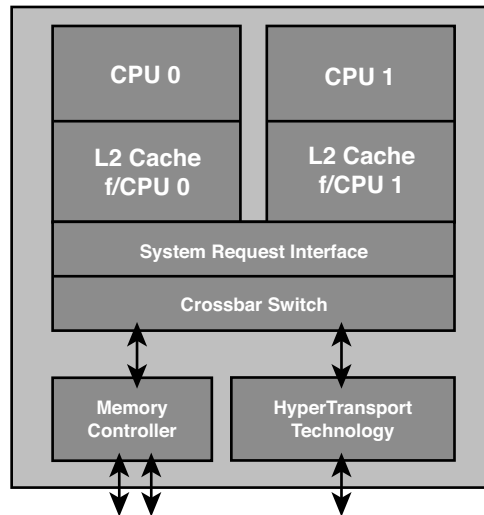 CPU 0
CPU 1
L2 Cache
f/CPU 0
L2 Cache
f/CPU 1
System Request Interface
Crossbar Switch
Memory
Controller
HyperTransport
Technology